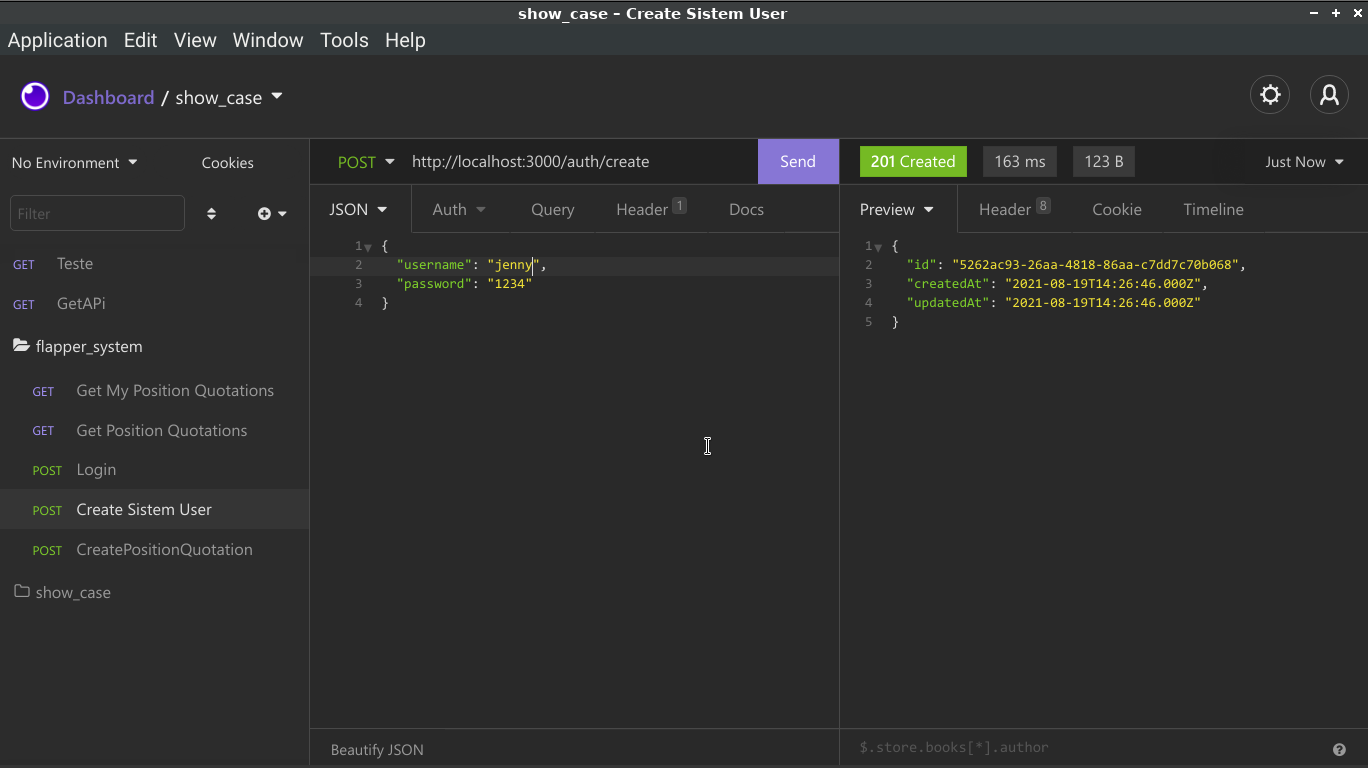 show_case – Create Sistem User
Application Edit View Window Tools Help
Dashboard / show_case
No Environment Cookies
Filter
GET Teste
GET GetAPi
flapper_system
GET Get My Position Quotations
GET Get Position Quotations
POST Login
POST Create Sistem User
POST CreatePositionQuotation
show_case
POST http://localhost:3000/auth/create Send
JSON Auth Query Header 1 Docs
1 {
2 "username": "jenny",
3 "password": "1234"
4 }
Beautify JSON
201 Created 163 ms 123 B Just Now
Preview Header 8 Cookie Timeline
1 {
2 "id": "5262ac93-26aa-4818-86aa-c7dd7c70b068",
3 "createdAt": "2021-08-19T14:26:46.000Z",
4 "updatedAt": "2021-08-19T14:26:46.000Z"
5 }
$.store.books[*].author